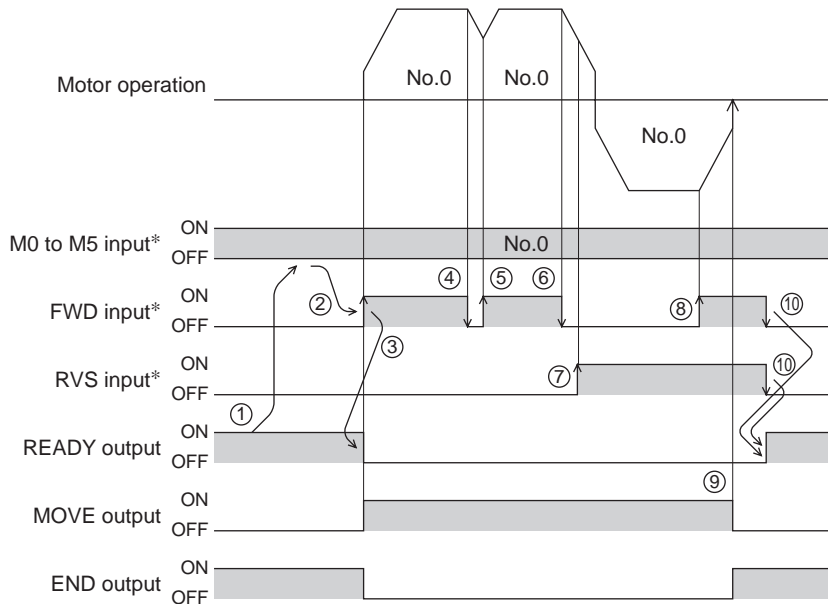 Motor operation
No.0
No.0
No.0
M0 to M5 input*
ON
OFF
No.0
FWD input*
ON
OFF
②
③
④
⑤
⑥
⑧
⑩
RVS input*
ON
OFF
⑦
⑩
①
READY output
ON
OFF
MOVE output
ON
OFF
⑨
END output
ON
OFF